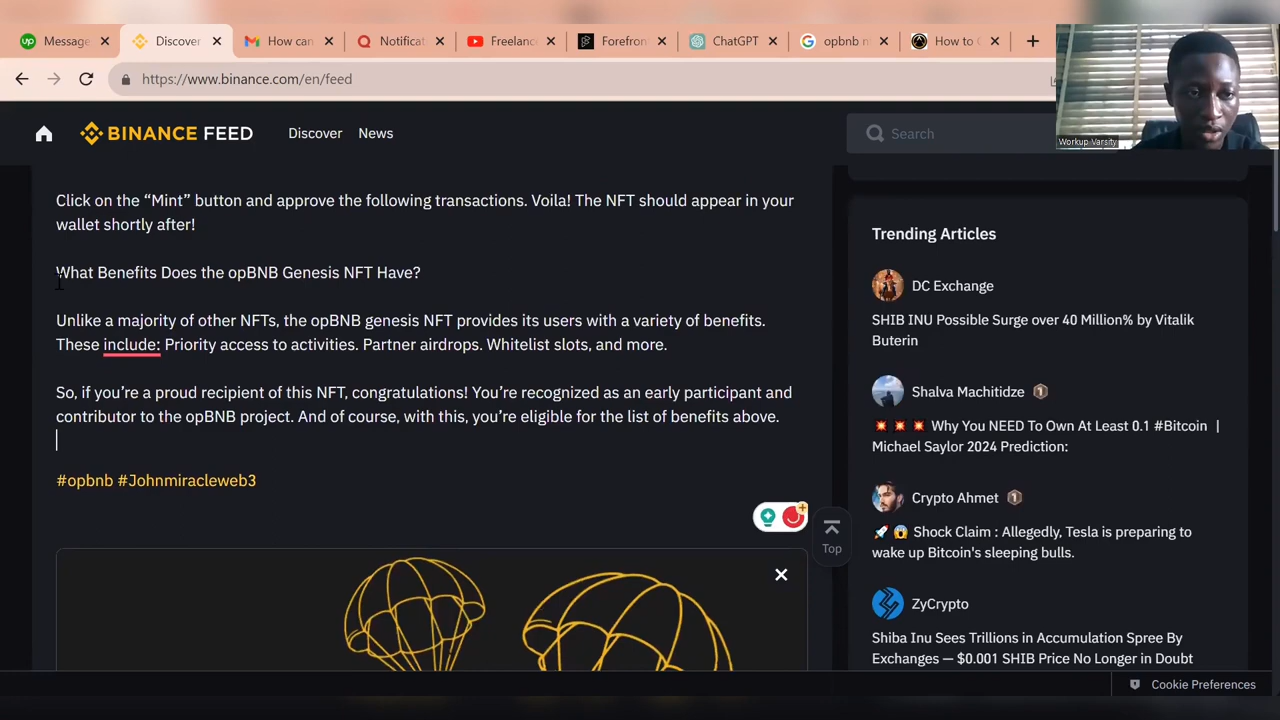 Message
Discover
How can
Notificat
Freelanc
Forefron
ChatGPT
opbnb n
How to C
https://www.binance.com/en/feed
Workup Varsity
BINANCE FEED
Discover
News
Search
Click on the “Mint” button and approve the following transactions. Voila! The NFT should appear in your
wallet shortly after!
What Benefits Does the opBNB Genesis NFT Have?
Unlike a majority of other NFTs, the opBNB genesis NFT provides its users with a variety of benefits.
These include: Priority access to activities. Partner airdrops. Whitelist slots, and more.
So, if you’re a proud recipient of this NFT, congratulations! You’re recognized as an early participant and
contributor to the opBNB project. And of course, with this, you’re eligible for the list of benefits above.
#opbnb #Johnmiracleweb3
Top
Trending Articles
DC Exchange
SHIB INU Possible Surge over 40 Million% by Vitalik
Buterin
Shalva Machitidze
💥 💥 💥 Why You NEED To Own At Least 0.1 #Bitcoin |
Michael Saylor 2024 Prediction:
Crypto Ahmet
🚀 😱 Shock Claim : Allegedly, Tesla is preparing to
wake up Bitcoin's sleeping bulls.
ZyCrypto
Shiba Inu Sees Trillions in Accumulation Spree By
Exchanges — $0.001 SHIB Price No Longer in Doubt
Cookie Preferences